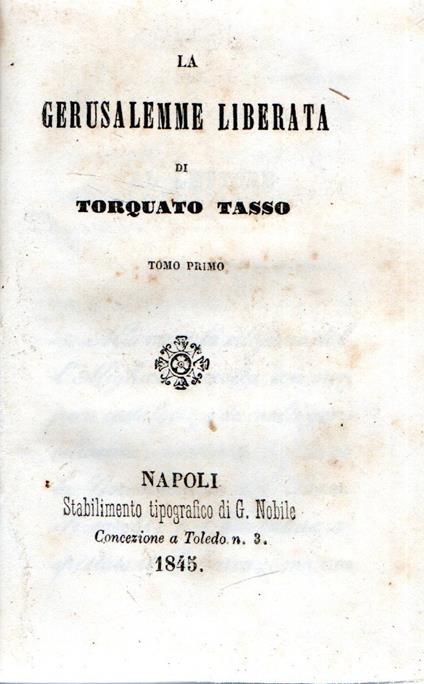 LA
GERUSALEMME LIBERATA
DI
TORQUATO TASSO
TOMO PRIMO
NAPOLI
Stabilimento tipografico di G. Nobile
Concezione a Toledo n. 3.
1845.